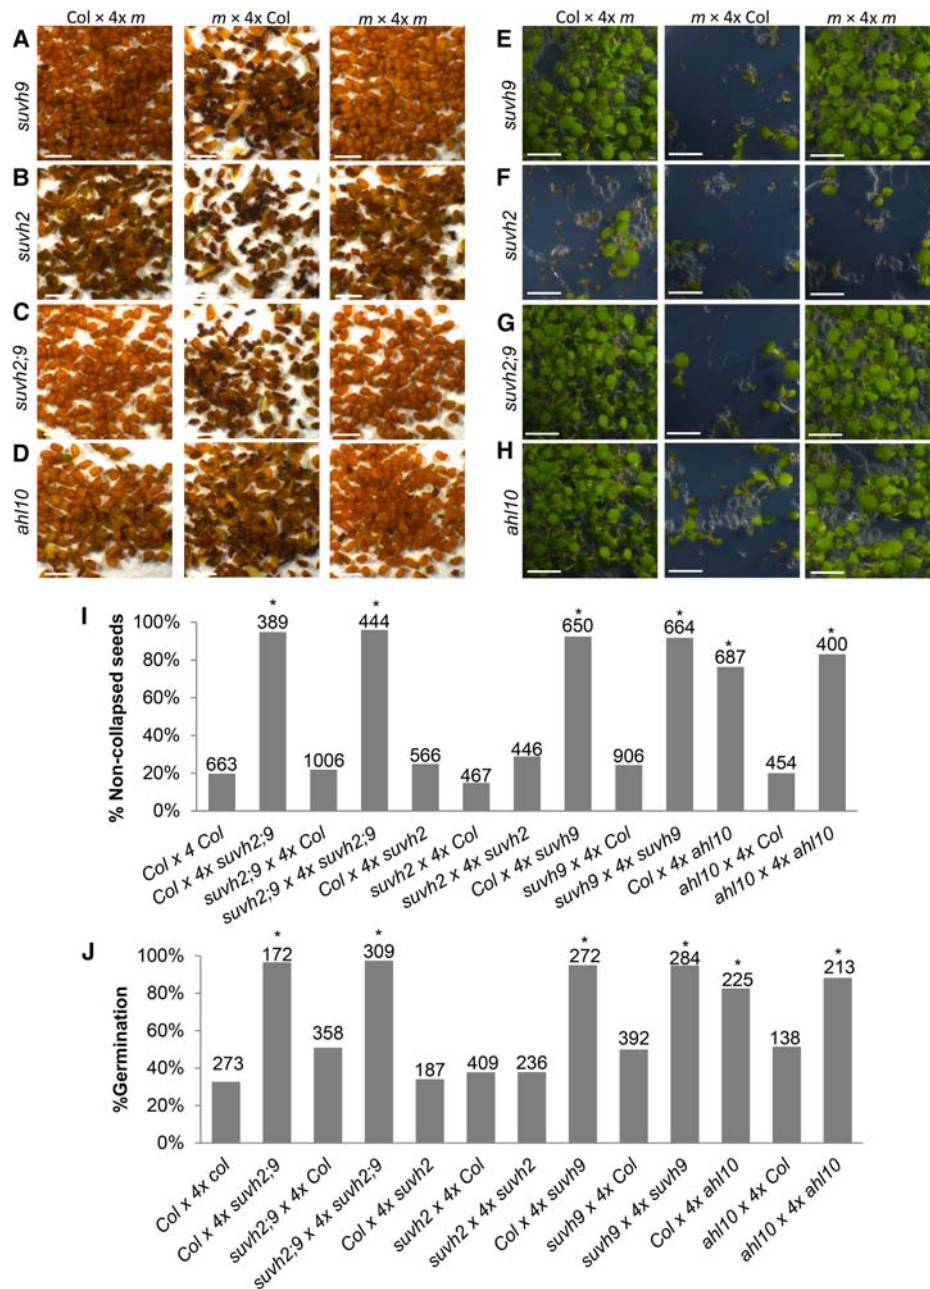 Col × 4x m
m × 4x Col
m × 4x m
Col × 4x m
m × 4x Col
m × 4x m
A
suvh9
B
suvh2
C
suvh2;9
D
ahl10
E
suvh9
F
suvh2
G
suvh2;9
H
ahl10
I
% Non-collapsed seeds
100%
80%
60%
40%
20%
0%
663
* 389
1006
* 444
566
467
446
* 650
906
* 664
* 687
454
* 400
Col x 4 Col
Col x 4x suvh2;9
suvh2;9 x 4x Col
suvh2;9 x 4x suvh2;9
Col x 4x suvh2
suvh2 x 4x Col
suvh2 x 4x suvh2
Col x 4x suvh9
suvh9 x 4x Col
suvh9 x 4x suvh9
Col x 4x ahl10
ahl10 x 4x Col
ahl10 x 4x ahl10
J
%Germination
100%
80%
60%
40%
20%
0%
273
* 172
358
* 309
187
409
236
* 272
392
* 284
* 225
138
* 213
Col x 4x col
Col x 4x suvh2;9
suvh2;9 x 4x Col
suvh2;9 x 4x suvh2;9
Col x 4x suvh2
suvh2 x 4x Col
suvh2 x 4x suvh2
Col x 4x suvh9
suvh9 x 4x Col
suvh9 x 4x suvh9
Col x 4x ahl10
ahl10 x 4x Col
ahl10 x 4x ahl10